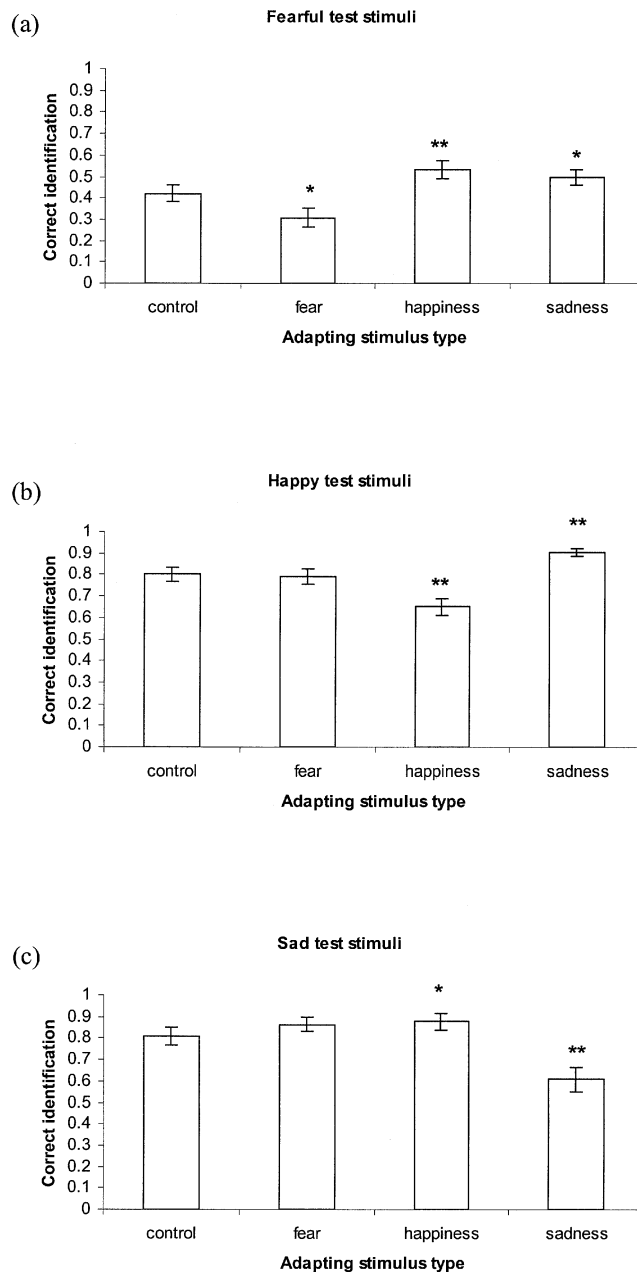 (a)
Fearful test stimuli
Correct identification
1
0.9
0.8
0.7
0.6
0.5
0.4
0.3
0.2
0.1
0
*
**
*
control fear happiness sadness
Adapting stimulus type
(b)
Happy test stimuli
Correct identification
1
0.9
0.8
0.7
0.6
0.5
0.4
0.3
0.2
0.1
0
**
**
control fear happiness sadness
Adapting stimulus type
(c)
Sad test stimuli
Correct identification
1
0.9
0.8
0.7
0.6
0.5
0.4
0.3
0.2
0.1
0
*
**
control fear happiness sadness
Adapting stimulus type